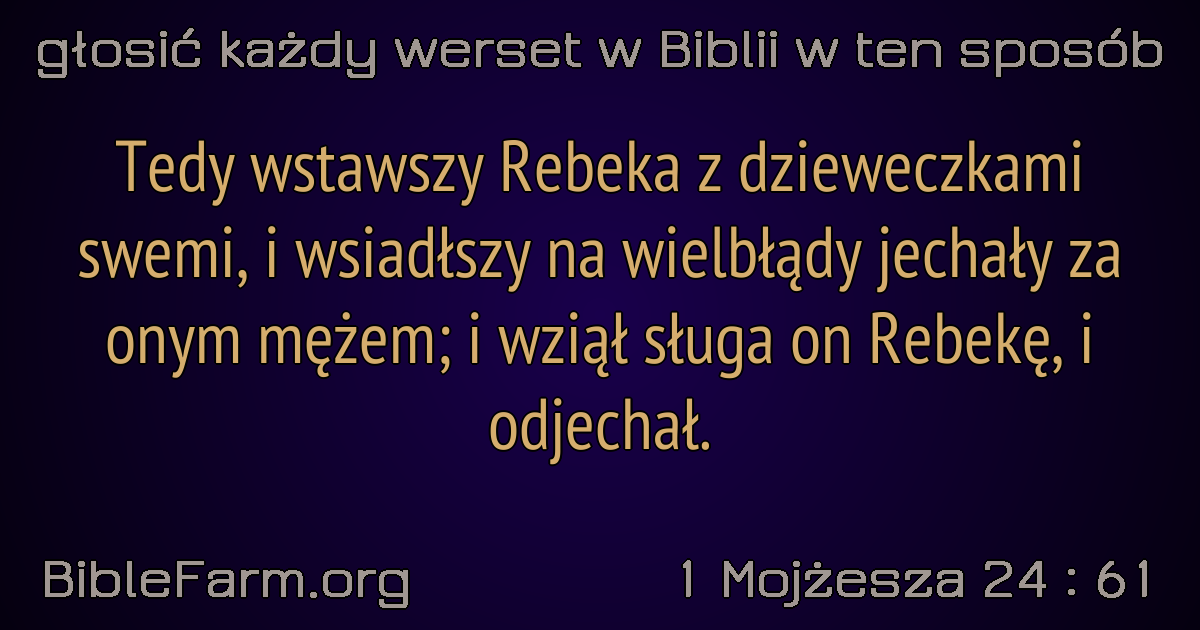 głosić każdy werset w Biblii w ten sposób
Tedy wstawszy Rebeka z dzieweczkami
swemi, i wsiadłszy na wielbłądy jechały za
onym mężem; i wziął sługa on Rebekę, i
odjechał.
BibleFarm.org
1 Mojżesza 24 : 61